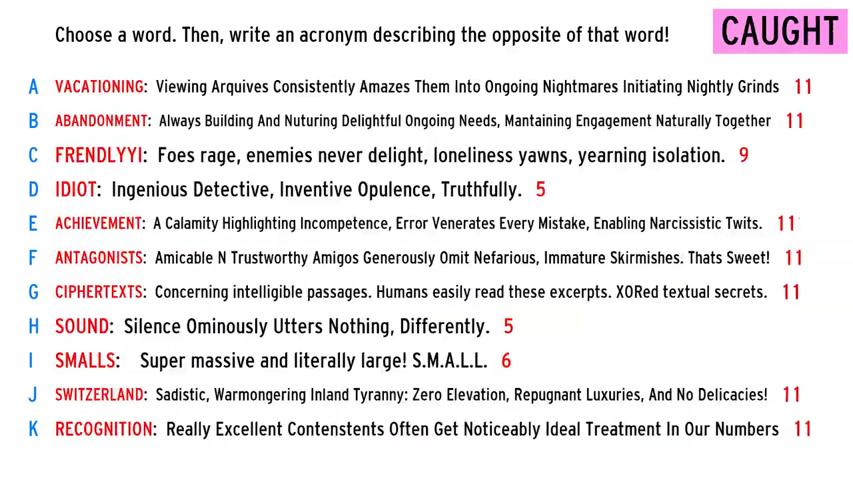 Choose a word. Then, write an acronym describing the opposite of that word!
CAUGHT
A VACATIONING: Viewing Arquives Consistently Amazes Them Into Ongoing Nightmares Initiating Nightly Grinds 11
B ABANDONMENT: Always Building And Nuturing Delightful Ongoing Needs, Mantaining Engagement Naturally Together 11
C FRENDLYYI: Foes rage, enemies never delight, loneliness yawns, yearning isolation. 9
D IDIOT: Ingenious Detective, Inventive Opulence, Truthfully. 5
E ACHIEVEMENT: A Calamity Highlighting Incompetence, Error Venerates Every Mistake, Enabling Narcissistic Twits. 11
F ANTAGONISTS: Amicable N Trustworthy Amigos Generously Omit Nefarious, Immature Skirmishes. Thats Sweet! 11
G CIPHERTEXTS: Concerning intelligible passages. Humans easily read these excerpts. XORed textual secrets. 11
H SOUND: Silence Ominously Utters Nothing, Differently. 5
I SMALLS: Super massive and literally large! S.M.A.L.L. 6
J SWITZERLAND: Sadistic, Warmongering Inland Tyranny: Zero Elevation, Repugnant Luxuries, And No Delicacies! 11
K RECOGNITION: Really Excellent Contenstents Often Get Noticeably Ideal Treatment In Our Numbers 11